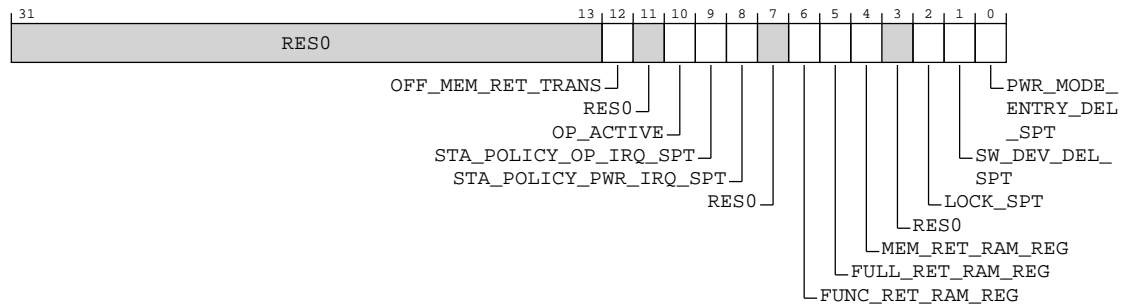 31 13 12 11 10 9 8 7 6 5 4 3 2 1 0
RES0
OFF_MEM_RET_TRANS
PWR_MODE_
ENTRY_DEL
_SPT
RES0
OP_ACTIVE
STA_POLICY_OP_IRQ_SPT
SW_DEV_DEL_
SPT
STA_POLICY_PWR_IRQ_SPT
RES0
LOCK_SPT
RES0
MEM_RET_RAM_REG
FULL_RET_RAM_REG
FUNC_RET_RAM_REG